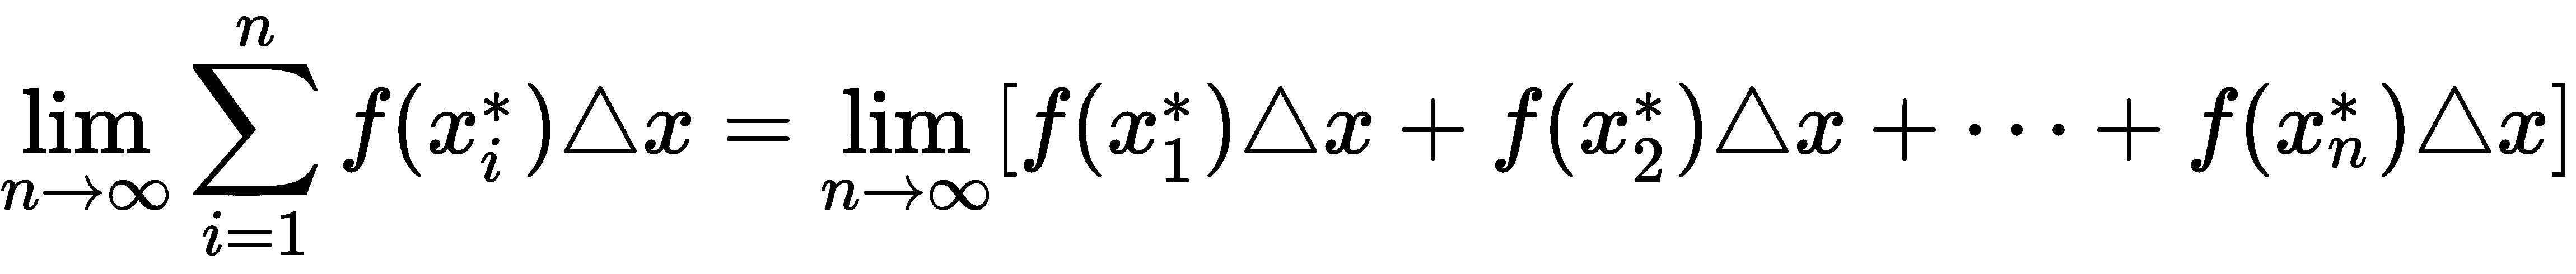 \lim_{n \to \infty} \sum_{i=1}^{n} f(x_i^*) \triangle x = \lim_{n \to \infty} [f(x_1^*) \triangle x + f(x_2^*) \triangle x + \cdots + f(x_n^*) \triangle x]